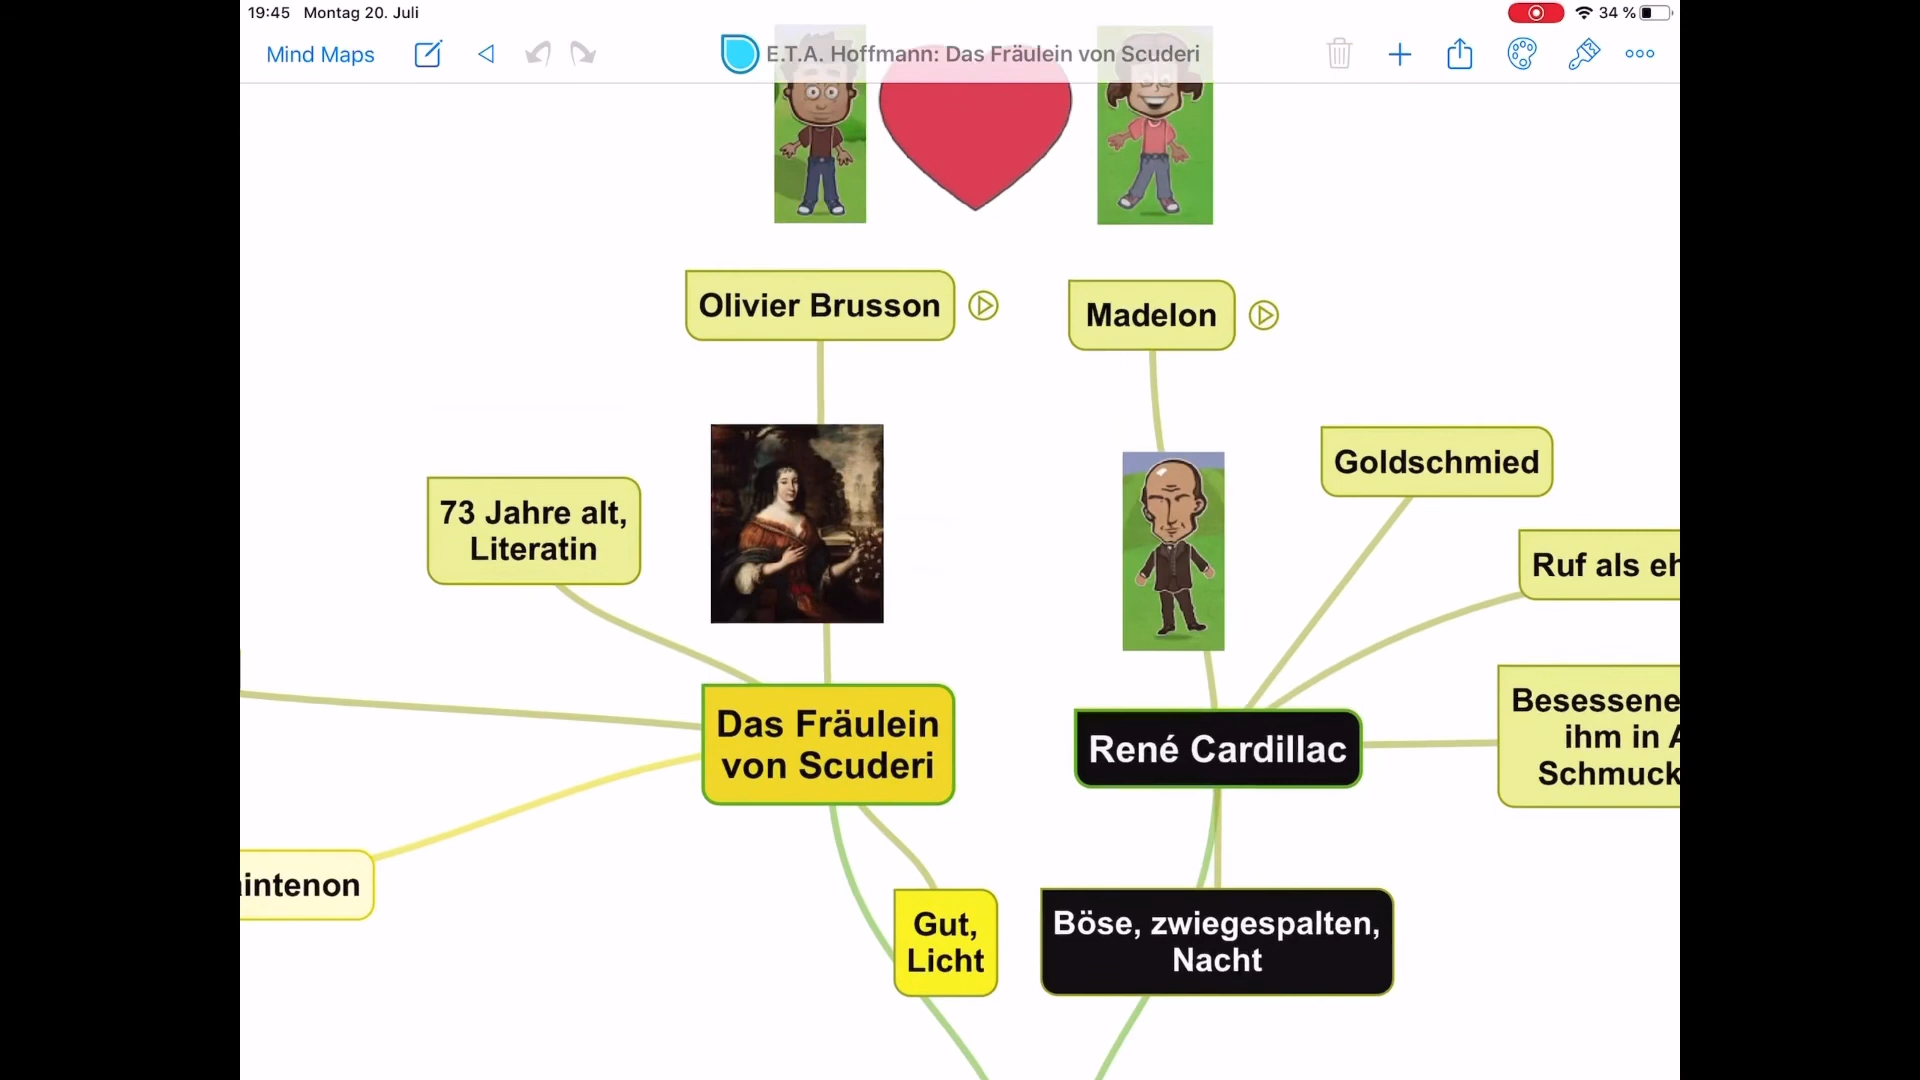 19:45 Montag 20. Juli
34 %
Mind Maps
E.T.A. Hoffmann: Das Fräulein von Scuderi
Olivier Brusson
Madelon
Goldschmied
73 Jahre alt,
Literatin
Ruf als eh
Besessene
ihm in A
Schmuck
Das Fräulein
von Scuderi
René Cardillac
intenon
Gut,
Licht
Böse, zwiegespalten,
Nacht